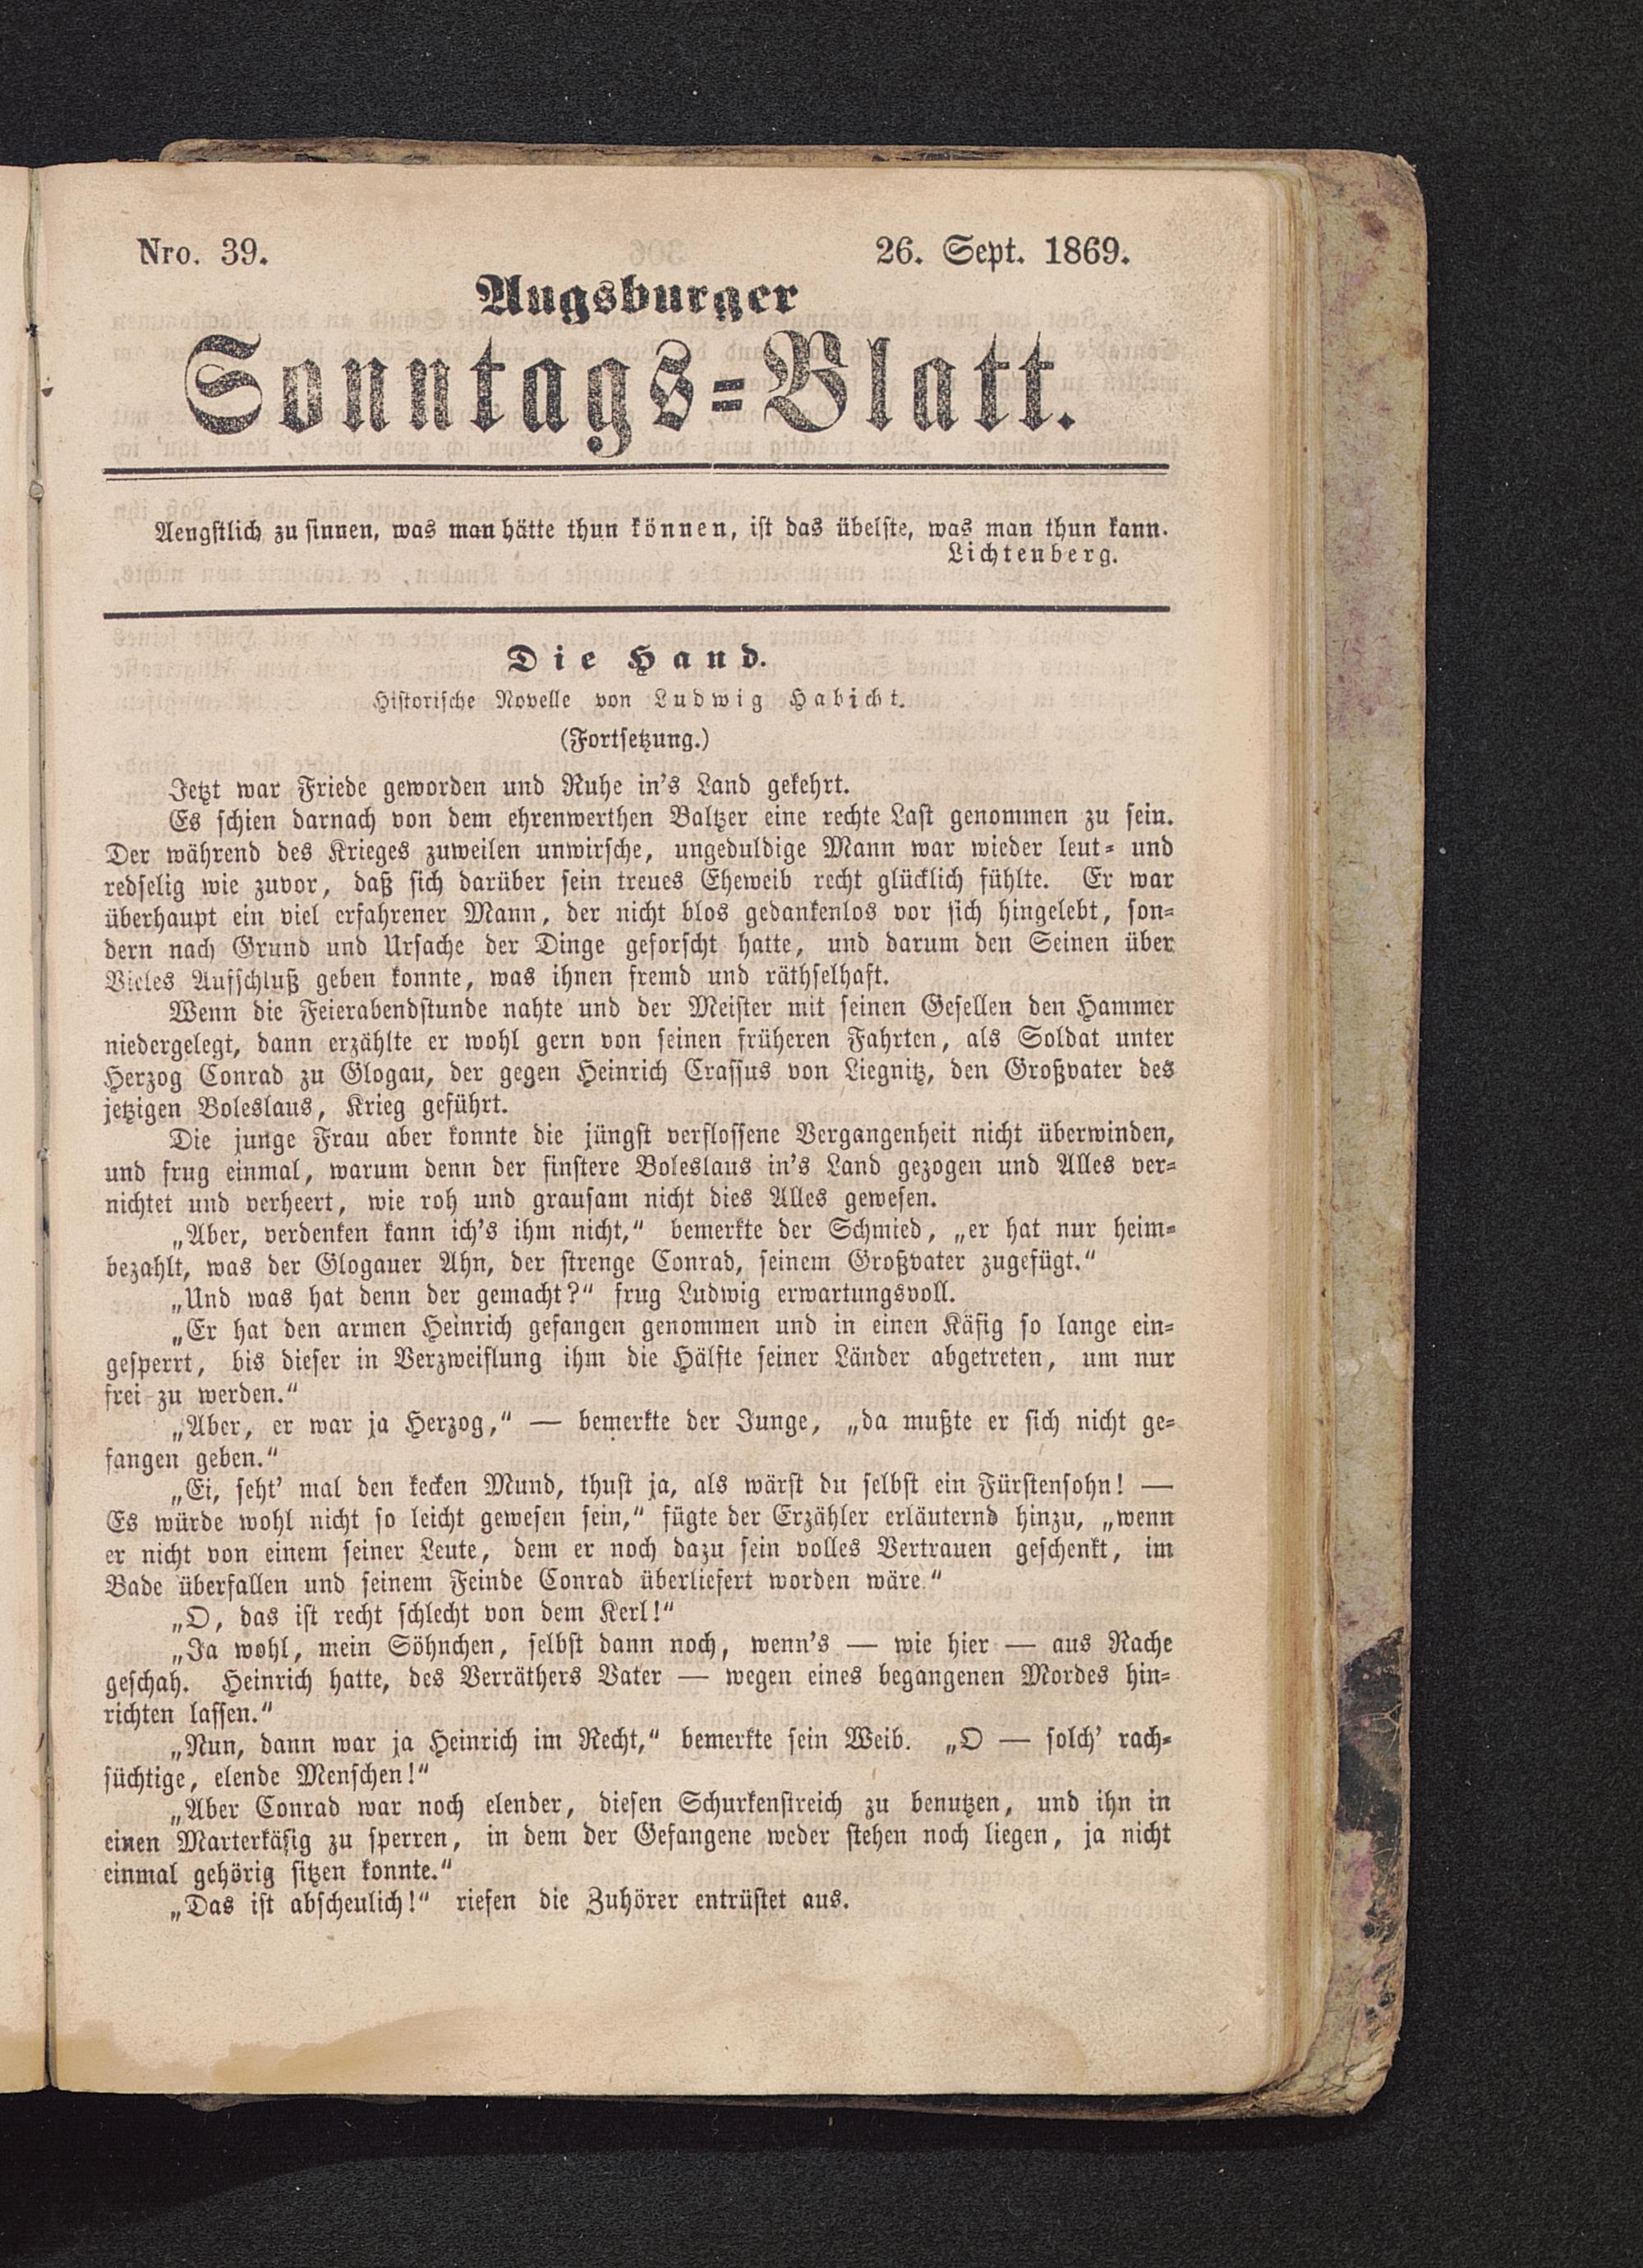 Nro. 39.
26. Sept. 1869.
Augsburger
Sonntags=Blatt.
Aengstlich zu sinnen, was man hätte thun können, ist das übelste, was man thun kann.
Lichtenberg.
Die Hand.
Historische Novelle von Ludwig Habicht.
(Fortsetzung.)
Jetzt war Friede geworden und Ruhe in's Land gekehrt.
Es schien darnach von dem ehrenwerthen Baltzer eine rechte Last genommen zu sein.
Der während des Krieges zuweilen unwirsche, ungeduldige Mann war wieder leut= und
redselig wie zuvor, daß sich darüber sein treues Eheweib recht glücklich fühlte. Er war
überhaupt ein viel erfahrener Mann, der nicht blos gedankenlos vor sich hingelebt, son=
dern nach Grund und Ursache der Dinge geforscht hatte, und darum den Seinen über
Vieles Aufschluß geben konnte, was ihnen fremd und räthselhaft.
Wenn die Feierabendstunde nahte und der Meister mit seinen Gesellen den Hammer
niedergelegt, dann erzählte er wohl gern von seinen früheren Fahrten, als Soldat unter
Herzog Conrad zu Glogau, der gegen Heinrich Crassus von Liegnitz, den Großvater des
jetzigen Boleslaus, Krieg geführt.
Die junge Frau aber konnte die jüngst verflossene Vergangenheit nicht überwinden,
und frug einmal, warum denn der finstere Boleslaus in's Land gezogen und Alles ver=
nichtet und verheert, wie roh und grausam nicht dies Alles gewesen.
„Aber, verdenken kann ich's ihm nicht,“ bemerkte der Schmied, „er hat nur heim=
bezahlt, was der Glogauer Ahn, der strenge Conrad, seinem Großvater zugefügt.“
„Und was hat denn der gemacht?“ frug Ludwig erwartungsvoll.
„Er hat den armen Heinrich gefangen genommen und in einen Käfig so lange ein=
gesperrt, bis dieser in Verzweiflung ihm die Hälfte seiner Länder abgetreten, um nur
frei zu werden.“
„Aber, er war ja Herzog,“ — bemerkte der Junge, „da mußte er sich nicht ge=
fangen geben.“
„Ei, seht' mal den kecken Mund, thust ja, als wärst du selbst ein Fürstensohn! —
Es würde wohl nicht so leicht gewesen sein,“ fügte der Erzähler erläuternd hinzu, „wenn
er nicht von einem seiner Leute, dem er noch dazu sein volles Vertrauen geschenkt, im
Bade überfallen und seinem Feinde Conrad überliefert worden wäre.“
„O, das ist recht schlecht von dem Kerl!“
„Ja wohl, mein Söhnchen, selbst dann noch, wenn's — wie hier — aus Rache
geschah. Heinrich hatte, des Verräthers Vater — wegen eines begangenen Mordes hin=
richten lassen.“
„Nun, dann war ja Heinrich im Recht,“ bemerkte sein Weib. „O — solch' rach=
süchtige, elende Menschen!“
„Aber Conrad war noch elender, diesen Schurkenstreich zu benutzen, und ihn in
einen Marterkäfig zu sperren, in dem der Gefangene weder stehen noch liegen, ja nicht
einmal gehörig sitzen konnte.“
„Das ist abscheulich!“ riefen die Zuhörer entrüstet aus.